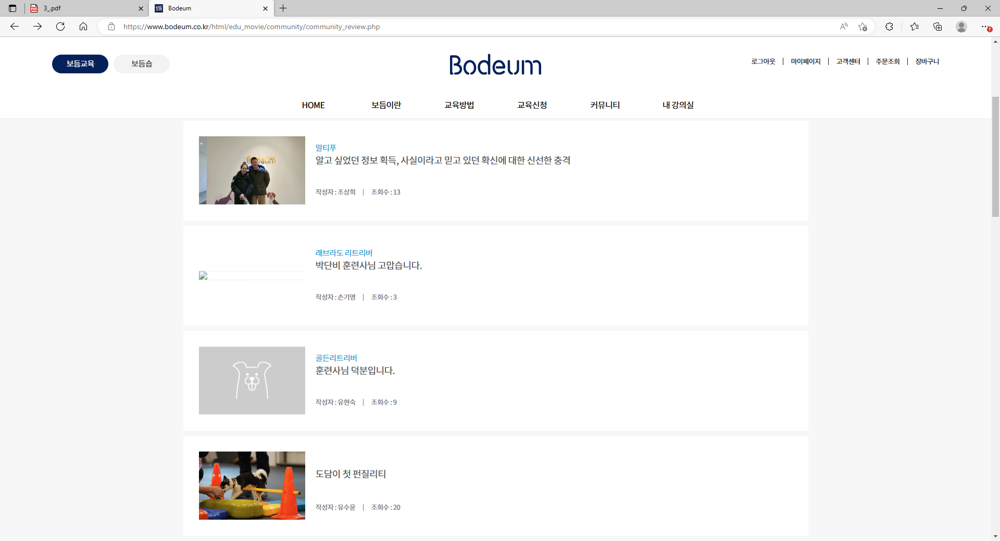 3_.pdf
보듬
Bodeum
https://www.bodeum.co.kr/html/edu_movie/community/community_review.php
보듬교육
보듬숍
Bodeum
로그아웃 | 마이페이지 | 고객센터 | 주문조회 | 장바구니
HOME
보듬이란
교육방법
교육신청
커뮤니티
내 강의실
Bodeum
말티푸
알고 싶었던 정보 획득, 사실이라고 믿고 있던 확신에 대한 신선한 충격
작성자 : 조상희 | 조회수 : 13
래브라도 리트리버
박단비 훈련사님 고맙습니다.
작성자 : 손기영 | 조회수 : 3
골든리트리버
훈련사님 덕분입니다.
작성자 : 유현숙 | 조회수 : 9
도담이 첫 펀질리티
작성자 : 유수윤 | 조회수 : 20